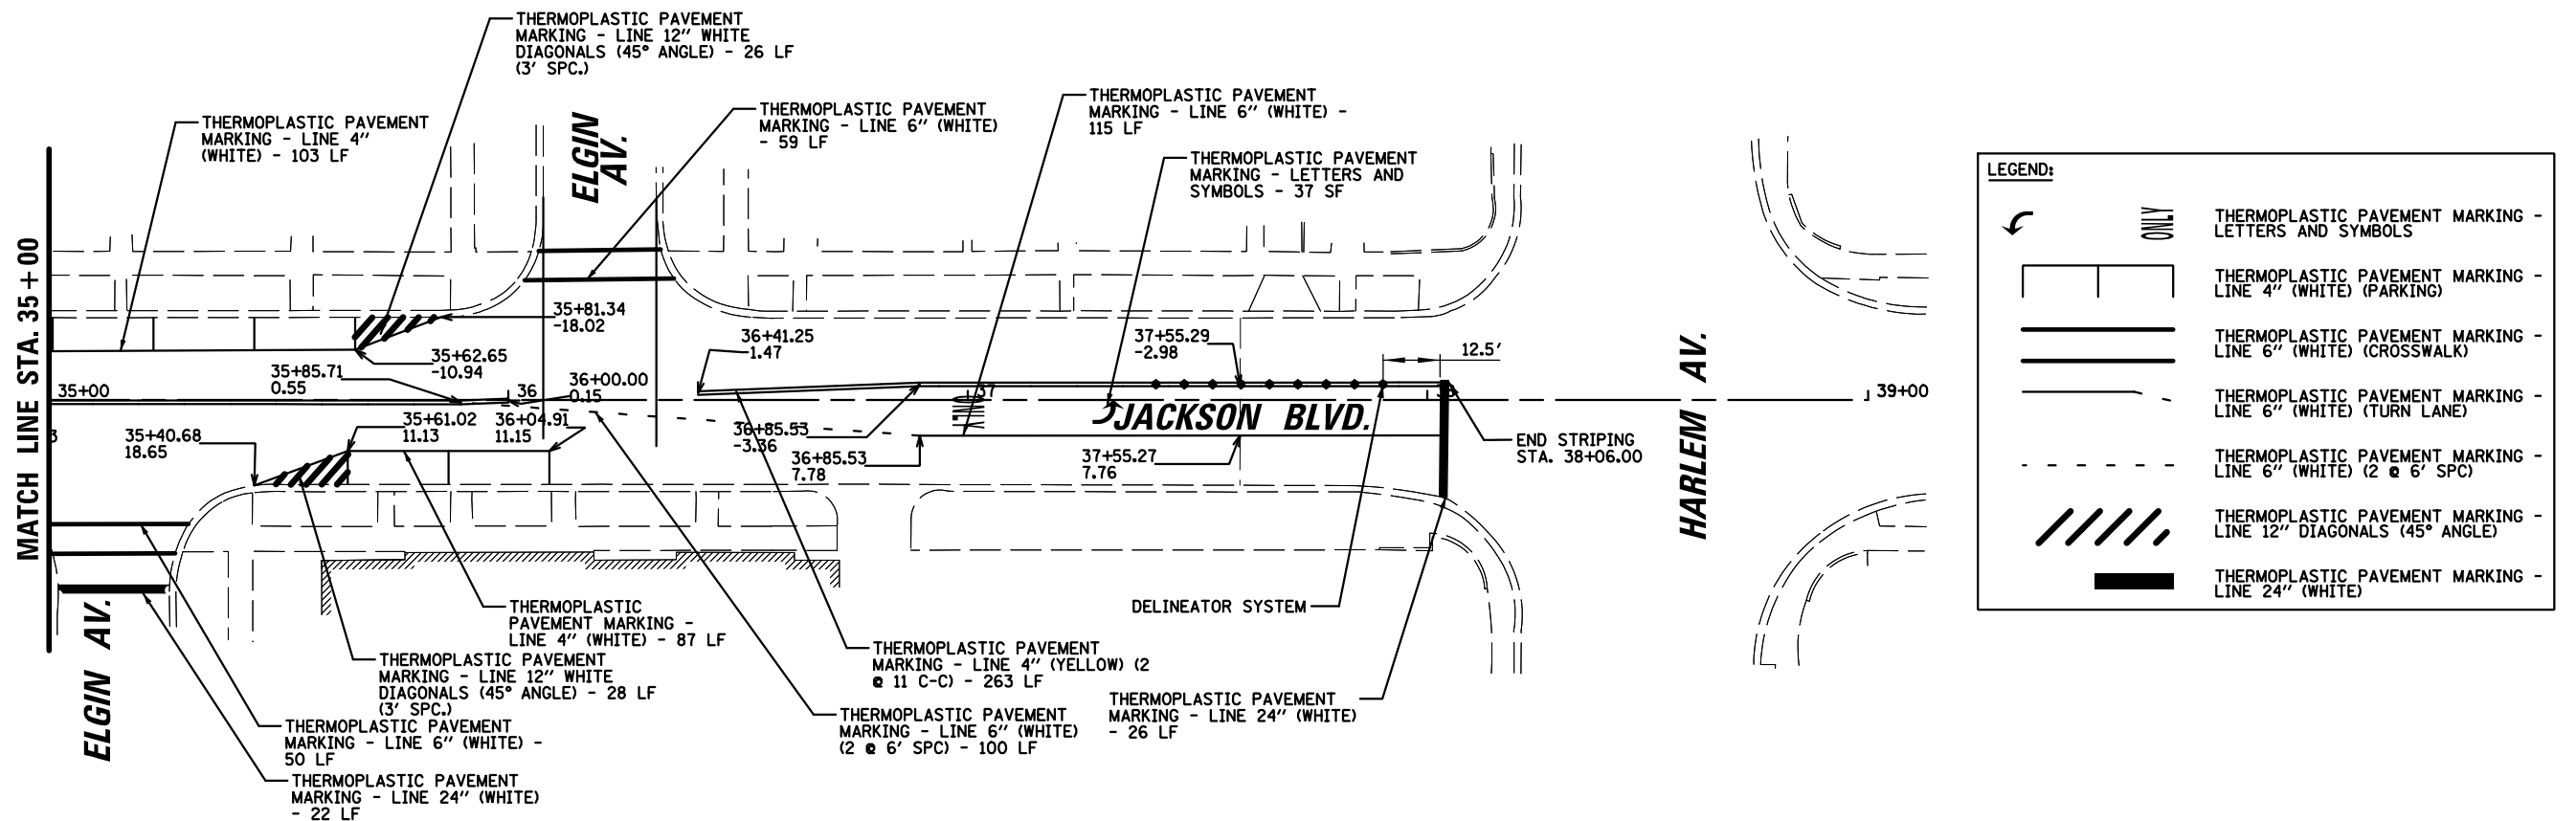 THERMOPLASTIC PAVEMENT
MARKING - LINE 12" WHITE
DIAGONALS (45° ANGLE) - 26 LF
(3' SPC.)
THERMOPLASTIC PAVEMENT
MARKING - LINE 4"
(WHITE) - 103 LF
ELGIN
AV.
THERMOPLASTIC PAVEMENT
MARKING - LINE 6" (WHITE)
- 59 LF
THERMOPLASTIC PAVEMENT
MARKING - LINE 6" (WHITE) -
115 LF
THERMOPLASTIC PAVEMENT
MARKING - LETTERS AND
SYMBOLS - 37 SF
MATCH LINE STA. 35+00
35+81.34
-18.02
35+62.65
-10.94
35+85.71
0.55
35+00
36
36+00.00
0.15
36+41.25
1.47
37+55.29
-2.98
12.5'
37
38
39+00
ONLY
JACKSON BLVD.
HARLEM AV.
3
35+40.68
18.65
35+61.02
11.13
36+04.91
11.15
36+85.53
-3.36
36+85.53
7.78
37+55.27
7.76
END STRIPING
STA. 38+06.00
ELGIN AV.
THERMOPLASTIC
PAVEMENT MARKING -
LINE 4" (WHITE) - 87 LF
THERMOPLASTIC PAVEMENT
MARKING - LINE 12" WHITE
DIAGONALS (45° ANGLE) - 28 LF
(3' SPC.)
THERMOPLASTIC PAVEMENT
MARKING - LINE 6" (WHITE) -
50 LF
THERMOPLASTIC PAVEMENT
MARKING - LINE 24" (WHITE)
- 22 LF
DELINEATOR SYSTEM
THERMOPLASTIC PAVEMENT
MARKING - LINE 4" (YELLOW) (2
@ 11 C-C) - 263 LF
THERMOPLASTIC PAVEMENT
MARKING - LINE 6" (WHITE)
(2 @ 6' SPC) - 100 LF
THERMOPLASTIC PAVEMENT
MARKING - LINE 24" (WHITE)
- 26 LF
LEGEND:
ONLY
THERMOPLASTIC PAVEMENT MARKING -
LETTERS AND SYMBOLS
THERMOPLASTIC PAVEMENT MARKING -
LINE 4" (WHITE) (PARKING)
THERMOPLASTIC PAVEMENT MARKING -
LINE 6" (WHITE) (CROSSWALK)
THERMOPLASTIC PAVEMENT MARKING -
LINE 6" (WHITE) (TURN LANE)
THERMOPLASTIC PAVEMENT MARKING -
LINE 6" (WHITE) (2 @ 6' SPC)
THERMOPLASTIC PAVEMENT MARKING -
LINE 12" DIAGONALS (45° ANGLE)
THERMOPLASTIC PAVEMENT MARKING -
LINE 24" (WHITE)